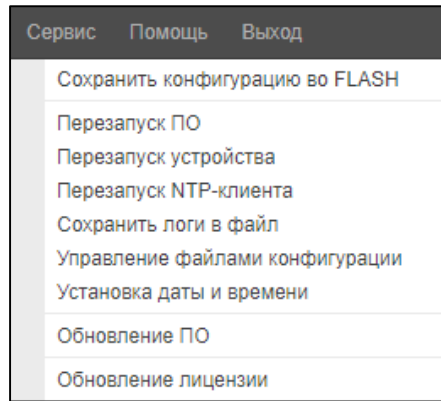 Сервис Помощь Выход
Сохранить конфигурацию во FLASH
Перезапуск ПО
Перезапуск устройства
Перезапуск NTP-клиента
Сохранить логи в файл
Управление файлами конфигурации
Установка даты и времени
Обновление ПО
Обновление лицензии